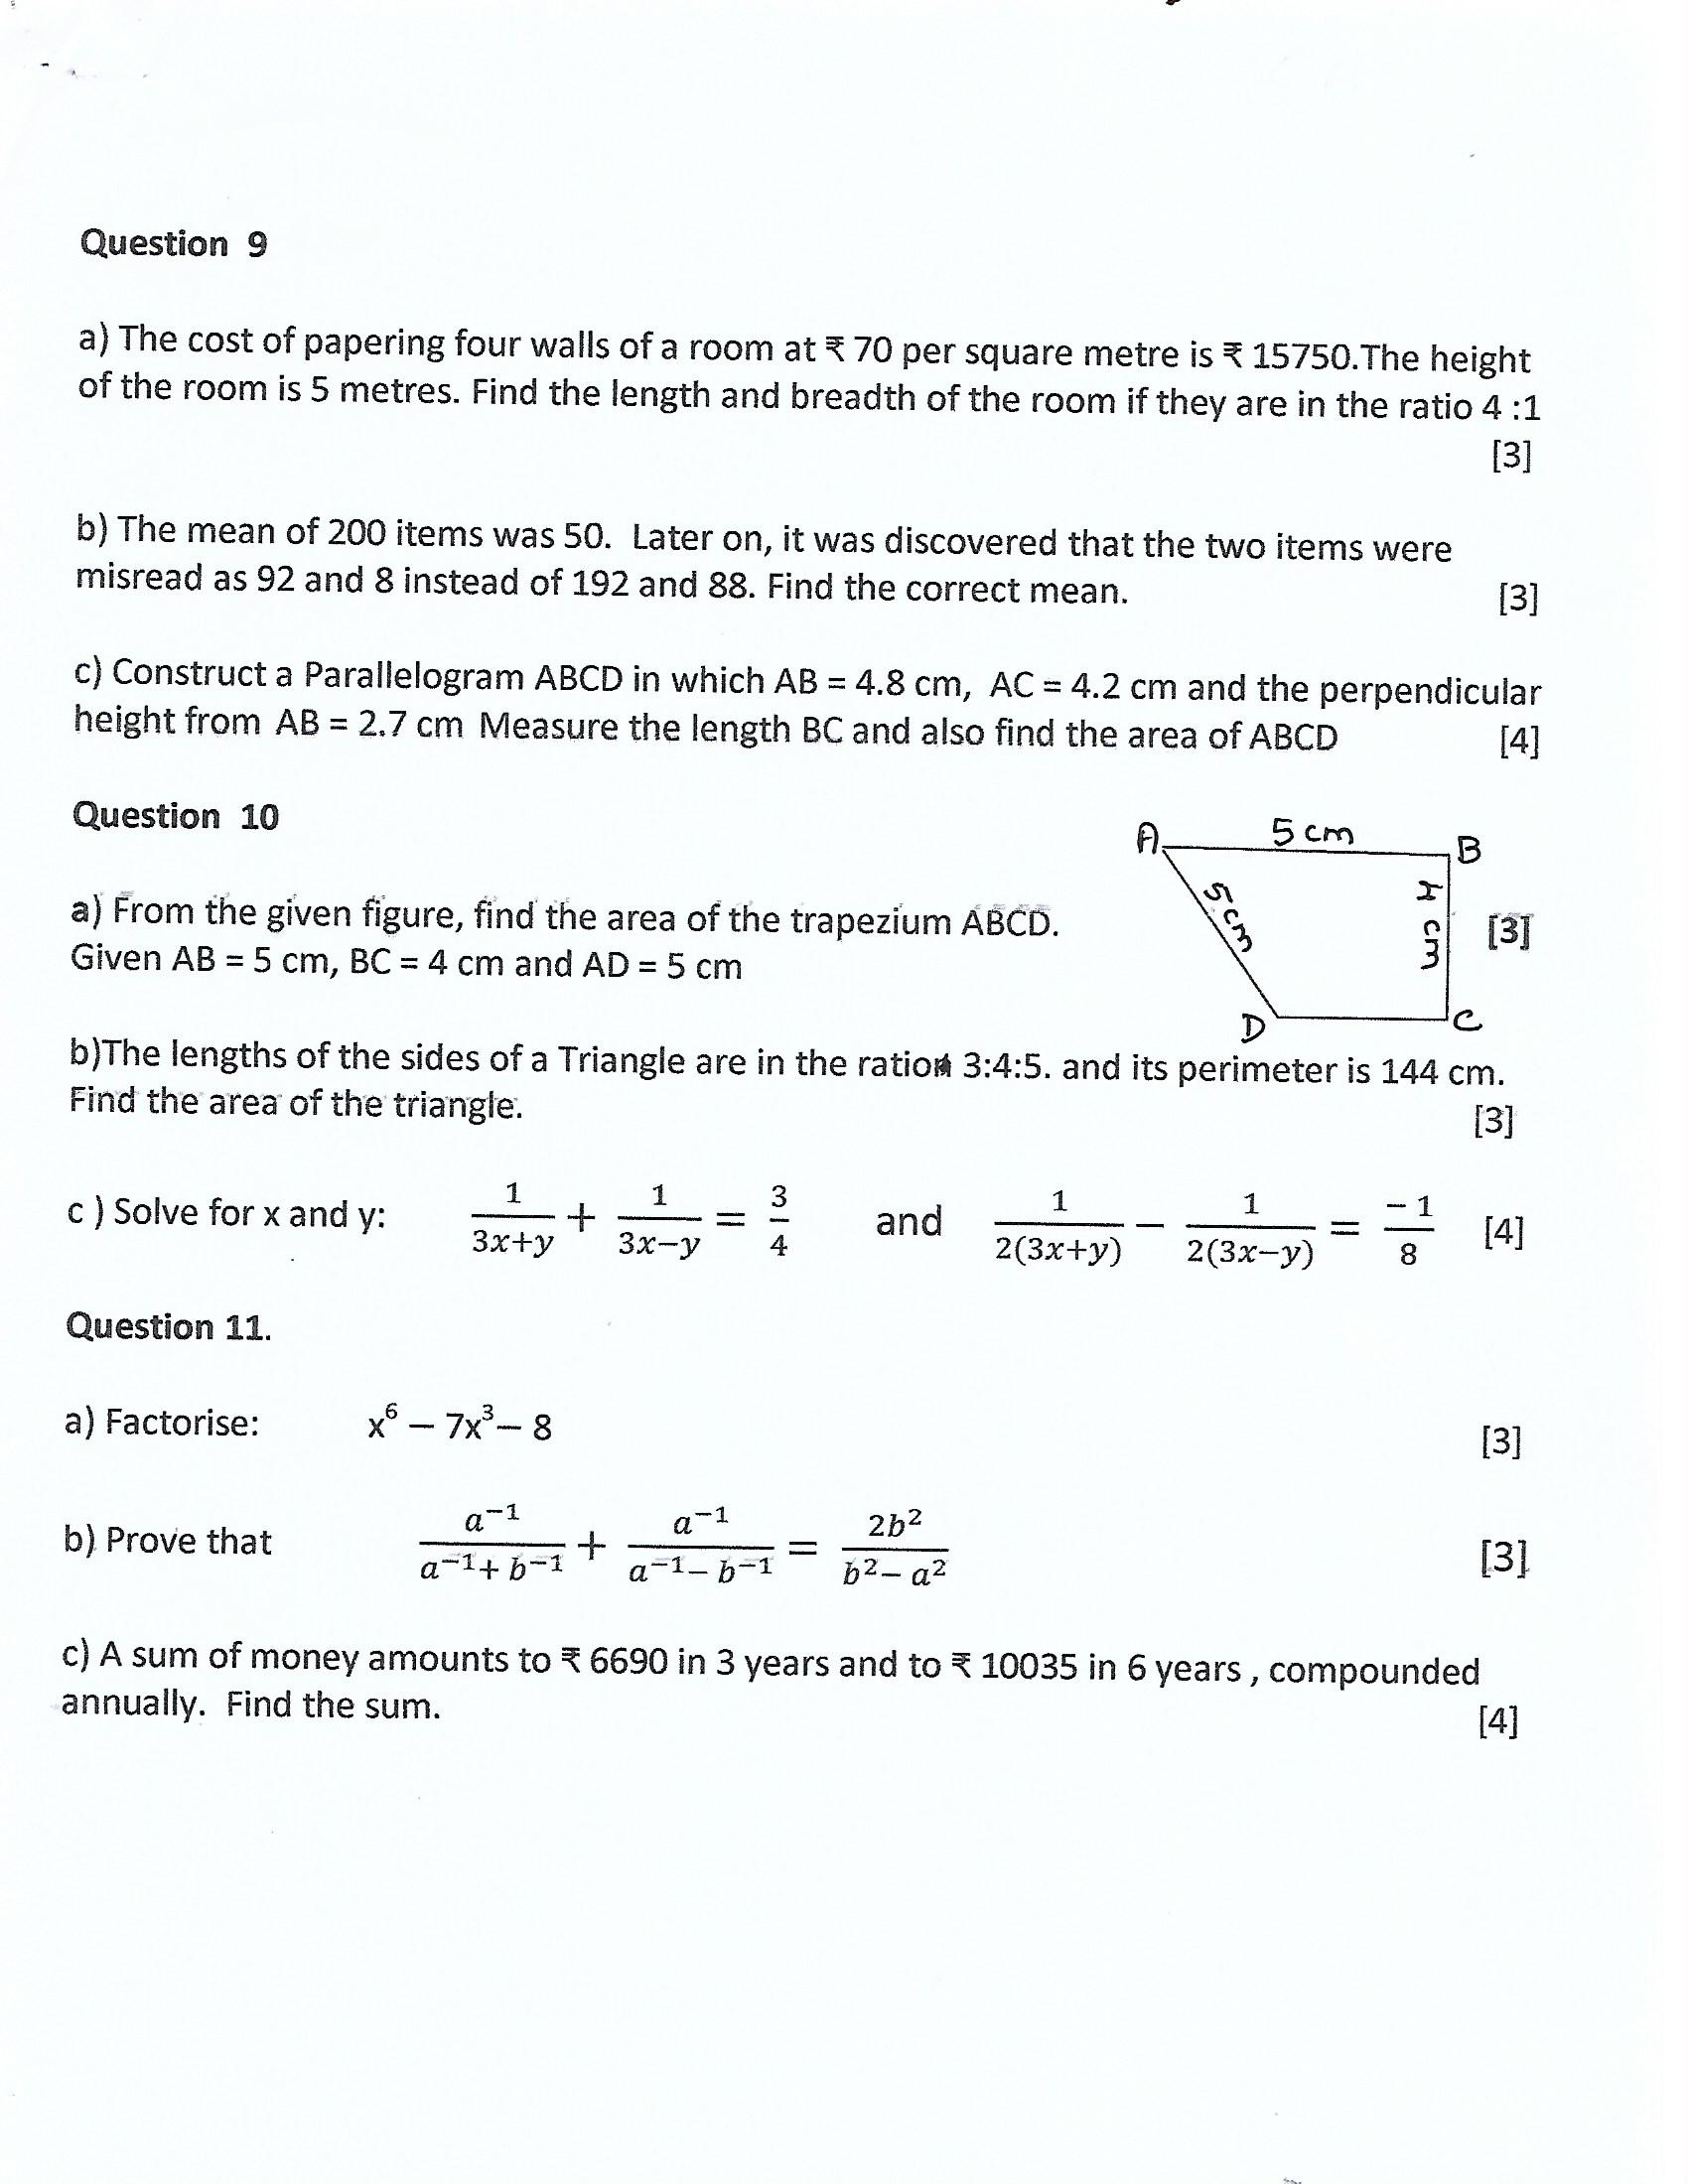 Question 9
a) The cost of papering four walls of a room at ₹ 70 per square metre is ₹ 15750.The height
of the room is 5 metres. Find the length and breadth of the room if they are in the ratio 4 :1
[3]
b) The mean of 200 items was 50. Later on, it was discovered that the two items were
misread as 92 and 8 instead of 192 and 88. Find the correct mean. [3]
c) Construct a Parallelogram ABCD in which AB = 4.8 cm, AC = 4.2 cm and the perpendicular
height from AB = 2.7 cm Measure the length BC and also find the area of ABCD [4]
Question 10
A 5 cm B
5 cm
cm
D C
a) From the given figure, find the area of the trapezium ABCD. [3]
Given AB = 5 cm, BC = 4 cm and AD = 5 cm
b)The lengths of the sides of a Triangle are in the ratio 3:4:5. and its perimeter is 144 cm.
Find the area of the triangle. [3]
c ) Solve for x and y: 1/(3x+y) + 1/(3x−y) = 3/4 and 1/(2(3x+y)) − 1/(2(3x−y)) = −1/8 [4]
Question 11.
a) Factorise: x⁶ – 7x³– 8 [3]
b) Prove that a⁻¹/(a⁻¹+ b⁻¹) + a⁻¹/(a⁻¹− b⁻¹) = 2b²/(b²− a²) [3]
c) A sum of money amounts to ₹ 6690 in 3 years and to ₹ 10035 in 6 years , compounded
annually. Find the sum. [4]